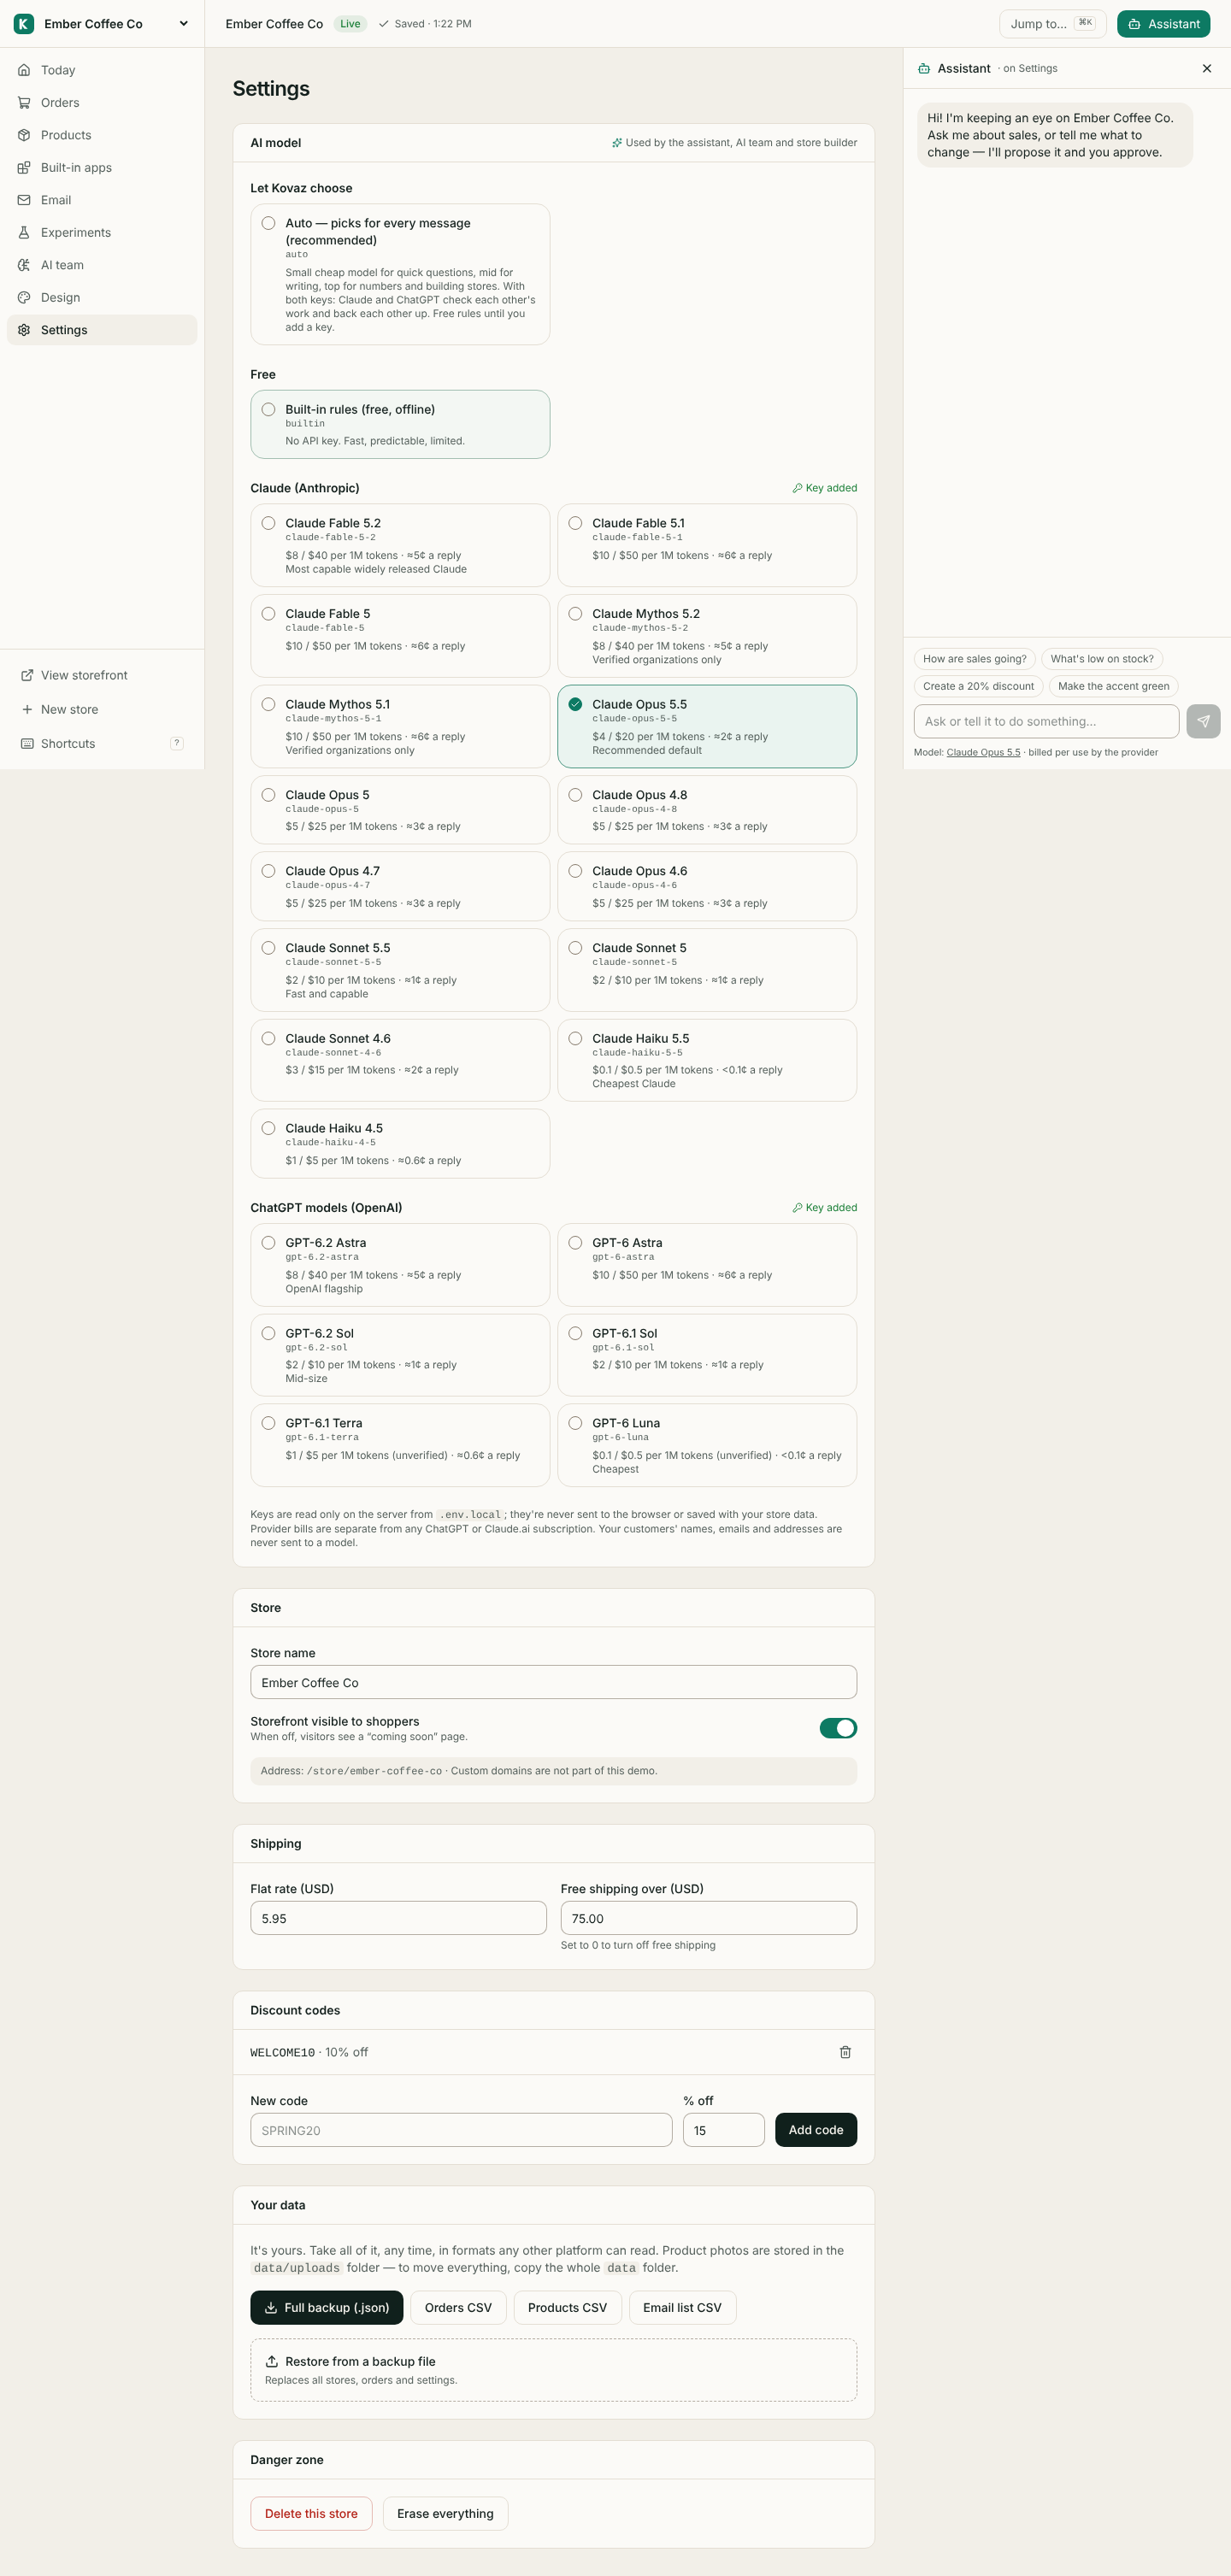 Ember Coffee Co
Today
Orders
Products
Built-in apps
Email
Experiments
AI team
Design
Settings
View storefront
New store
Shortcuts ?
Ember Coffee Co Live Saved · 1:22 PM
Jump to... ⌘K Assistant
Settings
AI model Used by the assistant, AI team and store builder
Let Kovaz choose
Auto — picks for every message
(recommended)
auto
Small cheap model for quick questions, mid for
writing, top for numbers and building stores. With
both keys: Claude and ChatGPT check each other's
work and back each other up. Free rules until you
add a key.
Free
Built-in rules (free, offline)
builtin
No API key. Fast, predictable, limited.
Claude (Anthropic) Key added
Claude Fable 5.2
claude-fable-5-2
$8 / $40 per 1M tokens · ≈5¢ a reply
Most capable widely released Claude
Claude Fable 5.1
claude-fable-5-1
$10 / $50 per 1M tokens · ≈6¢ a reply
Claude Fable 5
claude-fable-5
$10 / $50 per 1M tokens · ≈6¢ a reply
Claude Mythos 5.2
claude-mythos-5-2
$8 / $40 per 1M tokens · ≈5¢ a reply
Verified organizations only
Claude Mythos 5.1
claude-mythos-5-1
$10 / $50 per 1M tokens · ≈6¢ a reply
Verified organizations only
Claude Opus 5.5
claude-opus-5-5
$4 / $20 per 1M tokens · ≈2¢ a reply
Recommended default
Claude Opus 5
claude-opus-5
$5 / $25 per 1M tokens · ≈3¢ a reply
Claude Opus 4.8
claude-opus-4-8
$5 / $25 per 1M tokens · ≈3¢ a reply
Claude Opus 4.7
claude-opus-4-7
$5 / $25 per 1M tokens · ≈3¢ a reply
Claude Opus 4.6
claude-opus-4-6
$5 / $25 per 1M tokens · ≈3¢ a reply
Claude Sonnet 5.5
claude-sonnet-5-5
$2 / $10 per 1M tokens · ≈1¢ a reply
Fast and capable
Claude Sonnet 5
claude-sonnet-5
$2 / $10 per 1M tokens · ≈1¢ a reply
Claude Sonnet 4.6
claude-sonnet-4-6
$3 / $15 per 1M tokens · ≈2¢ a reply
Claude Haiku 5.5
claude-haiku-5-5
$0.1 / $0.5 per 1M tokens · <0.1¢ a reply
Cheapest Claude
Claude Haiku 4.5
claude-haiku-4-5
$1 / $5 per 1M tokens · ≈0.6¢ a reply
ChatGPT models (OpenAI) Key added
GPT-6.2 Astra
gpt-6.2-astra
$8 / $40 per 1M tokens · ≈5¢ a reply
OpenAI flagship
GPT-6 Astra
gpt-6-astra
$10 / $50 per 1M tokens · ≈6¢ a reply
GPT-6.2 Sol
gpt-6.2-sol
$2 / $10 per 1M tokens · ≈1¢ a reply
Mid-size
GPT-6.1 Sol
gpt-6.1-sol
$2 / $10 per 1M tokens · ≈1¢ a reply
GPT-6.1 Terra
gpt-6.1-terra
$1 / $5 per 1M tokens (unverified) · ≈0.6¢ a reply
GPT-6 Luna
gpt-6-luna
$0.1 / $0.5 per 1M tokens (unverified) · <0.1¢ a reply
Cheapest
Keys are read only on the server from .env.local; they're never sent to the browser or saved with your store data.
Provider bills are separate from any ChatGPT or Claude.ai subscription. Your customers' names, emails and addresses are
never sent to a model.
Store
Store name
Ember Coffee Co
Storefront visible to shoppers
When off, visitors see a “coming soon” page.
Address: /store/ember-coffee-co · Custom domains are not part of this demo.
Shipping
Flat rate (USD)
5.95
Free shipping over (USD)
75.00
Set to 0 to turn off free shipping
Discount codes
WELCOME10 · 10% off
New code
SPRING20
% off
15
Add code
Your data
It's yours. Take all of it, any time, in formats any other platform can read. Product photos are stored in the
data/uploads folder — to move everything, copy the whole data folder.
Full backup (.json) Orders CSV Products CSV Email list CSV
Restore from a backup file
Replaces all stores, orders and settings.
Danger zone
Delete this store Erase everything
Assistant · on Settings
Hi! I'm keeping an eye on Ember Coffee Co.
Ask me about sales, or tell me what to
change — I'll propose it and you approve.
How are sales going? What's low on stock?
Create a 20% discount Make the accent green
Ask or tell it to do something...
Model: Claude Opus 5.5 · billed per use by the provider